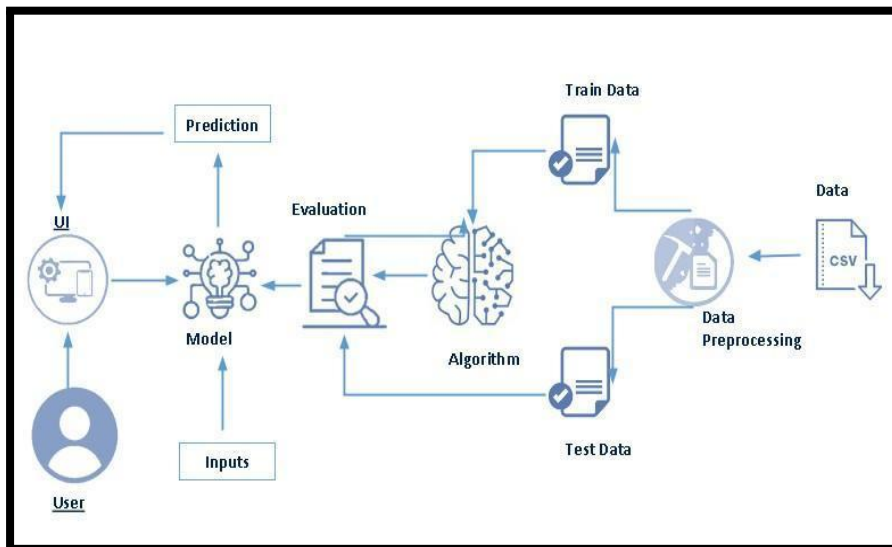 Train Data
Prediction
Data
UI
Evaluation
CSV
Model
Data
Preprocessing
Algorithm
Inputs
Test Data
User